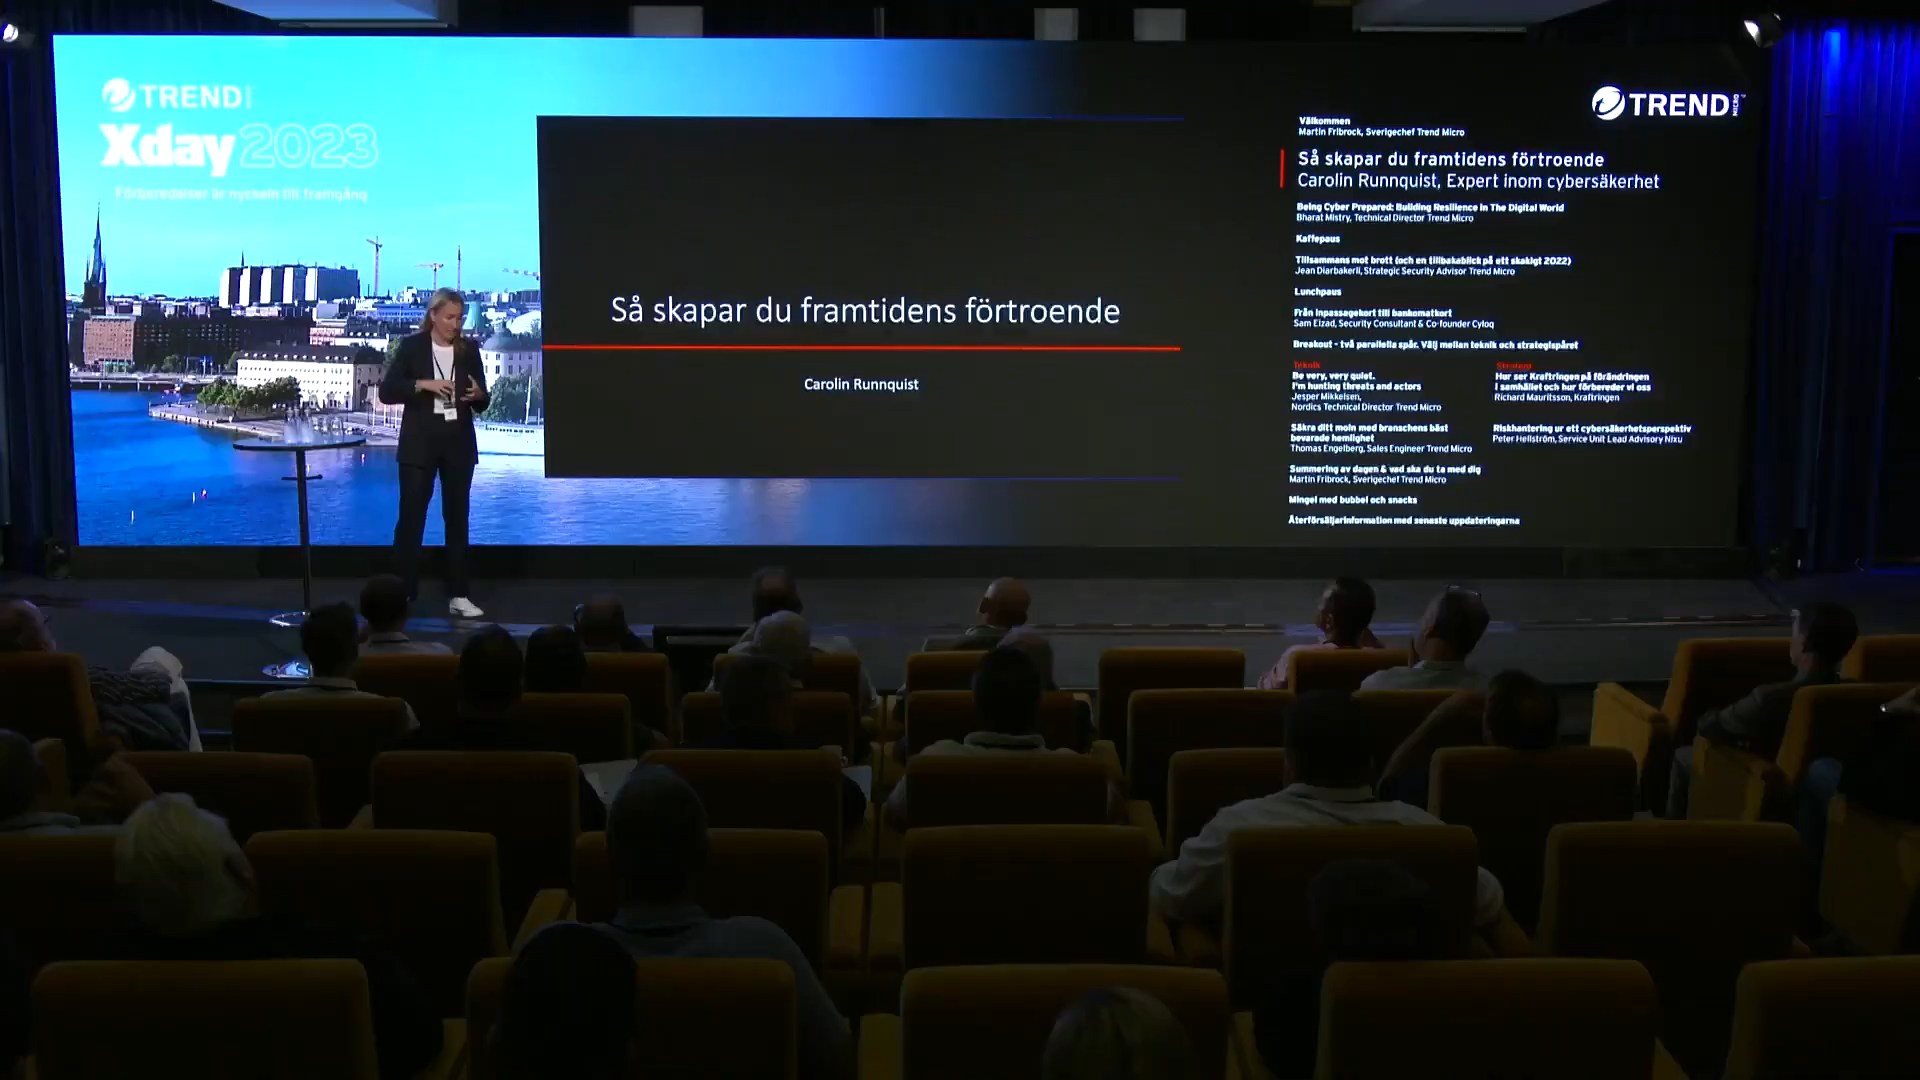 TREND MICRO
Xday 2023
Förberedelser är nyckeln till framgång
Så skapar du framtidens förtroende
Carolin Runnquist
TREND MICRO
Välkommen
Martin Fribrock, Sverigechef Trend Micro
Så skapar du framtidens förtroende
Carolin Runnquist, Expert inom cybersäkerhet
Being Cyber Prepared: Building Resilience in The Digital World
Bharat Mistry, Technical Director Trend Micro
Kaffepaus
Tillsammans mot brott (och en tillbakablick på ett skakigt 2022)
Jean Diarbakerli, Strategic Security Advisor Trend Micro
Lunchpaus
Från inpassagekort till bankomatkort
Sam Eizad, Security Consultant & Co-founder Cyloq
Breakout - två parallella spår. Välj mellan teknik och strategispåret
Teknik
Be very, very quiet.
I'm hunting threats and actors
Jesper Mikkelsen,
Nordics Technical Director Trend Micro
Säkra ditt moln med branschens bäst
bevarade hemlighet
Thomas Engelberg, Sales Engineer Trend Micro
Strategi
Hur ser Kraftringen på förändringen
i samhället och hur förbereder vi oss
Richard Mauritsson, Kraftringen
Riskhantering ur ett cybersäkerhetsperspektiv
Peter Hellström, Service Unit Lead Advisory Nixu
Summering av dagen & vad ska du ta med dig
Martin Fribrock, Sverigechef Trend Micro
Mingel med bubbel och snacks
Återförsäljarinformation med senaste uppdateringarna